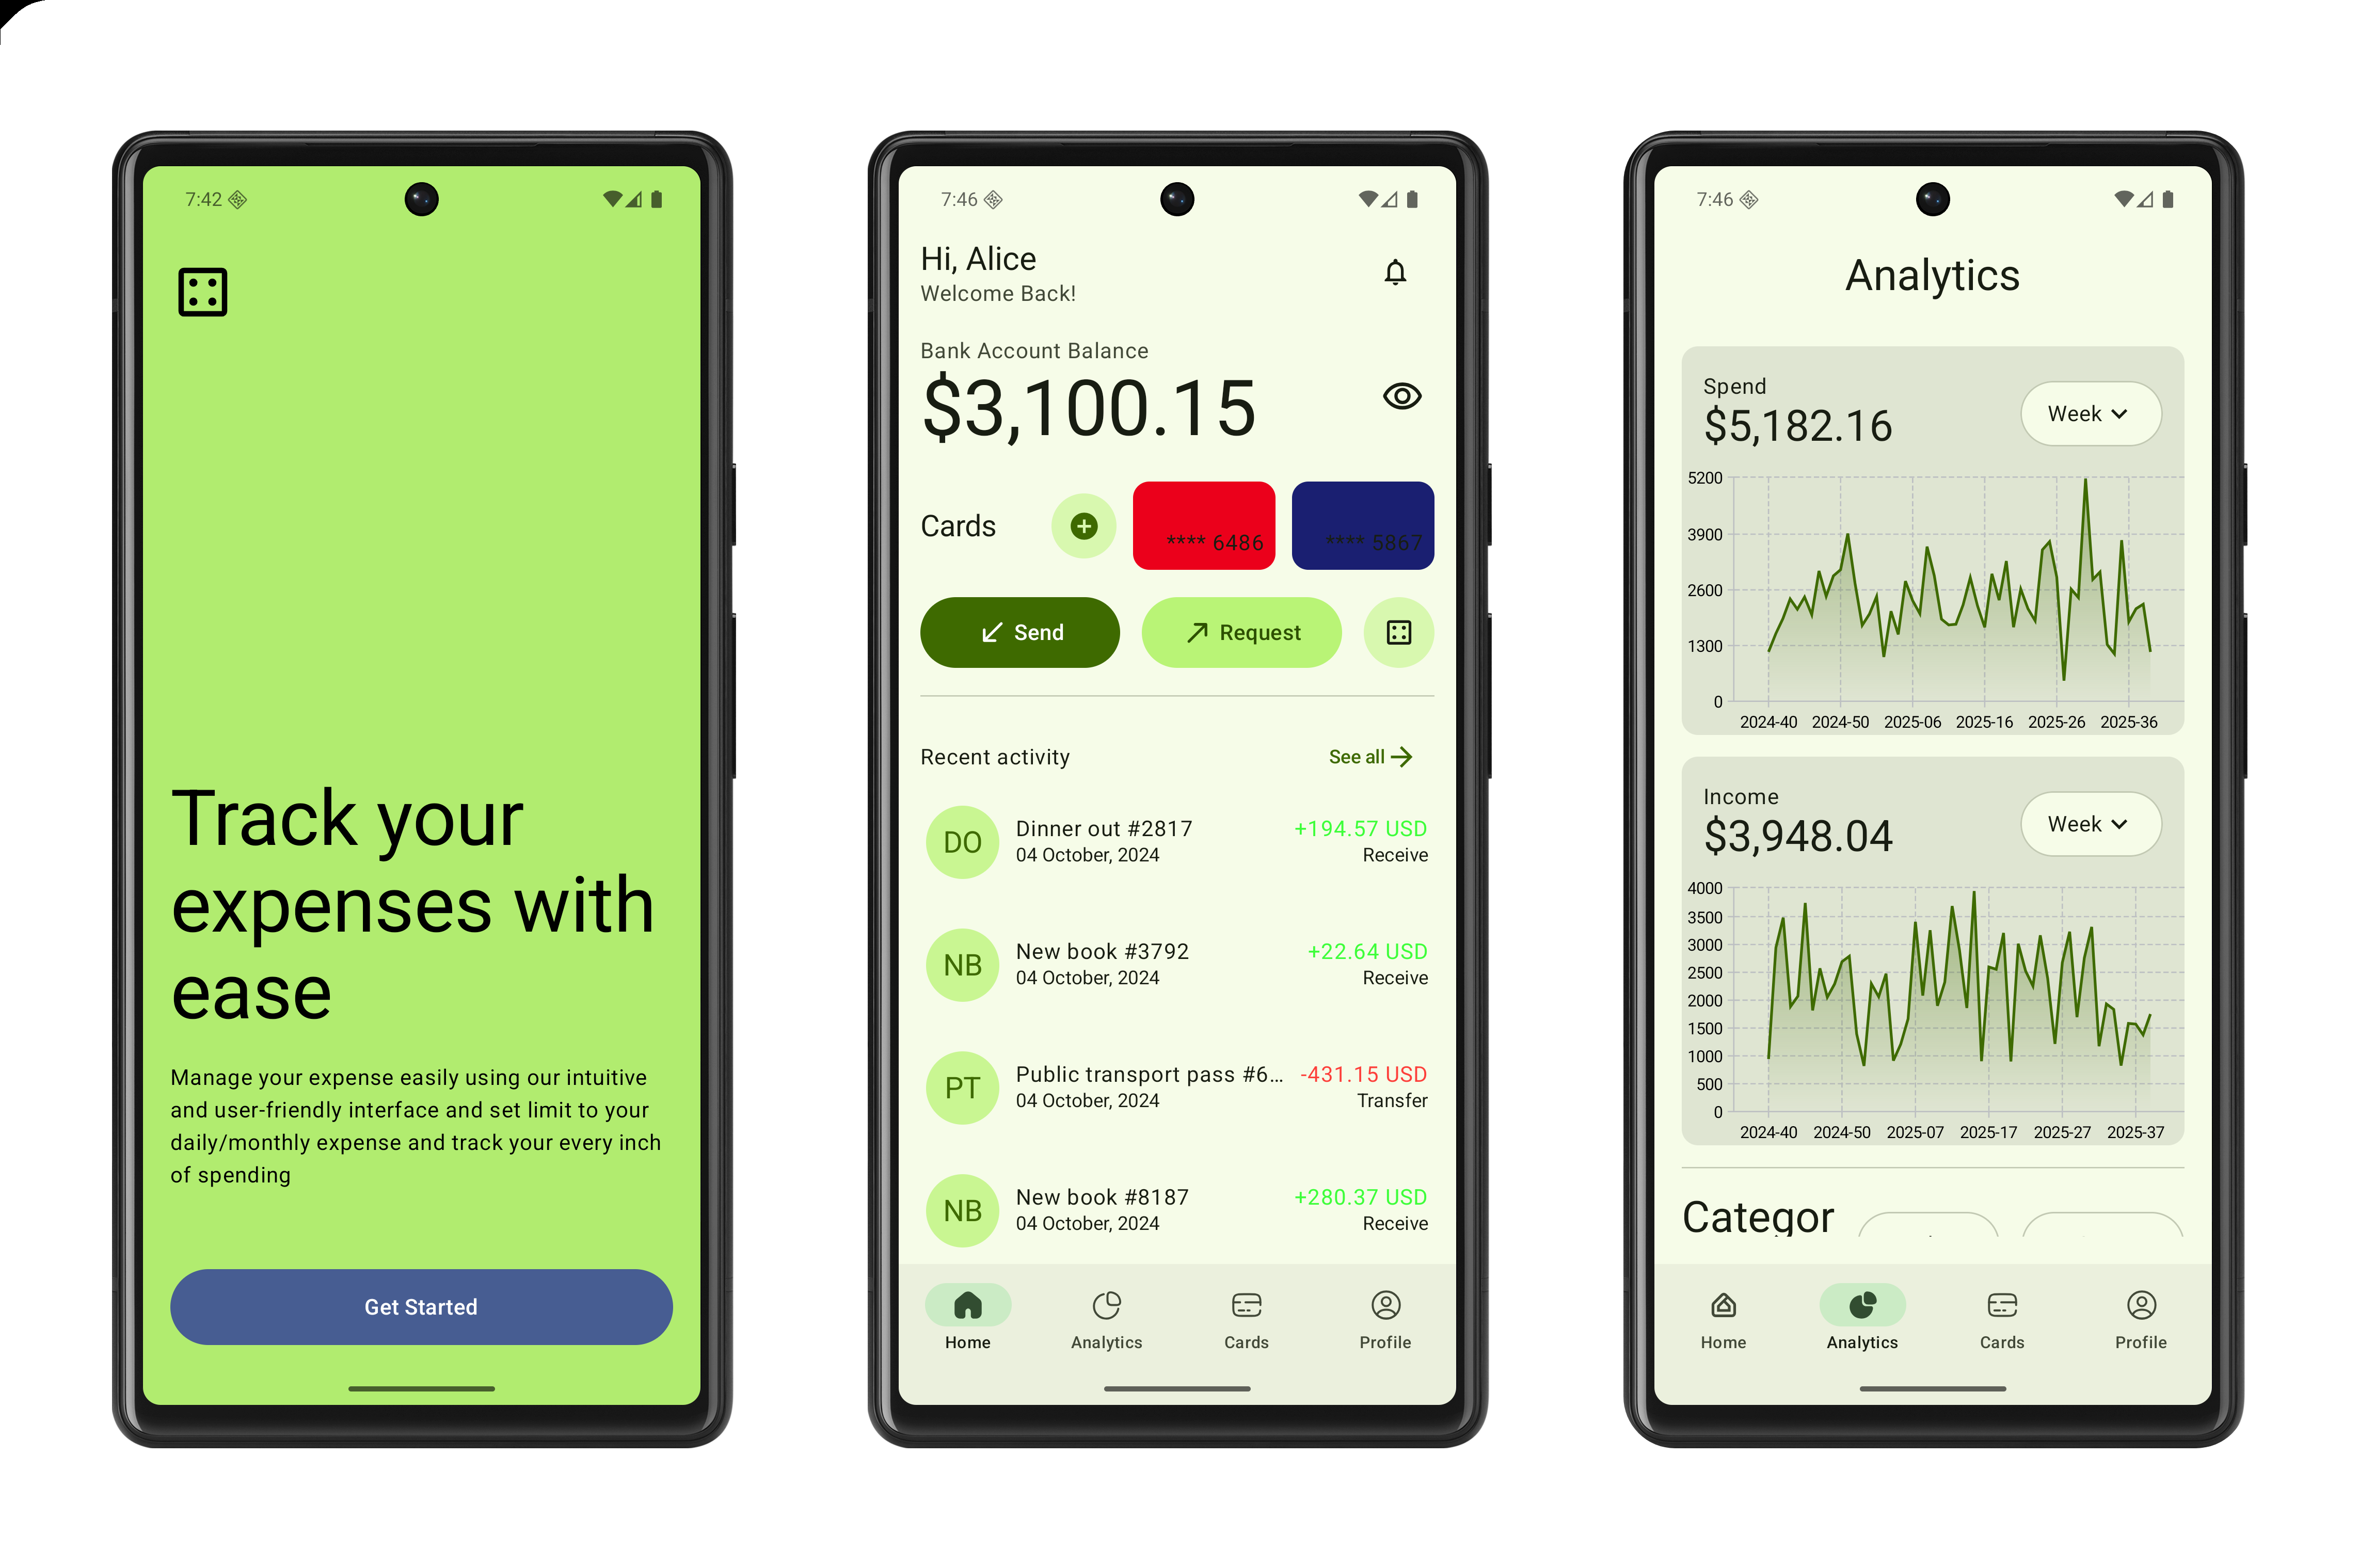 7:42
Track your
expenses with
ease
Manage your expense easily using our intuitive
and user-friendly interface and set limit to your
daily/monthly expense and track your every inch
of spending
Get Started
7:46
Hi, Alice
Welcome Back!
Bank Account Balance
$3,100.15
Cards
**** 6486
**** 5867
Send
Request
Recent activity
See all
DO
Dinner out #2817
+194.57 USD
04 October, 2024
Receive
NB
New book #3792
+22.64 USD
04 October, 2024
Receive
PT
Public transport pass #6...
-431.15 USD
04 October, 2024
Transfer
NB
New book #8187
+280.37 USD
04 October, 2024
Receive
Home
Analytics
Cards
Profile
7:46
Analytics
Spend
$5,182.16
Week
5200
3900
2600
1300
0
2024-40 2024-50 2025-06 2025-16 2025-26 2025-36
Income
$3,948.04
Week
4000
3500
3000
2500
2000
1500
1000
500
0
2024-40 2024-50 2025-07 2025-17 2025-27 2025-37
Categor
Home
Analytics
Cards
Profile